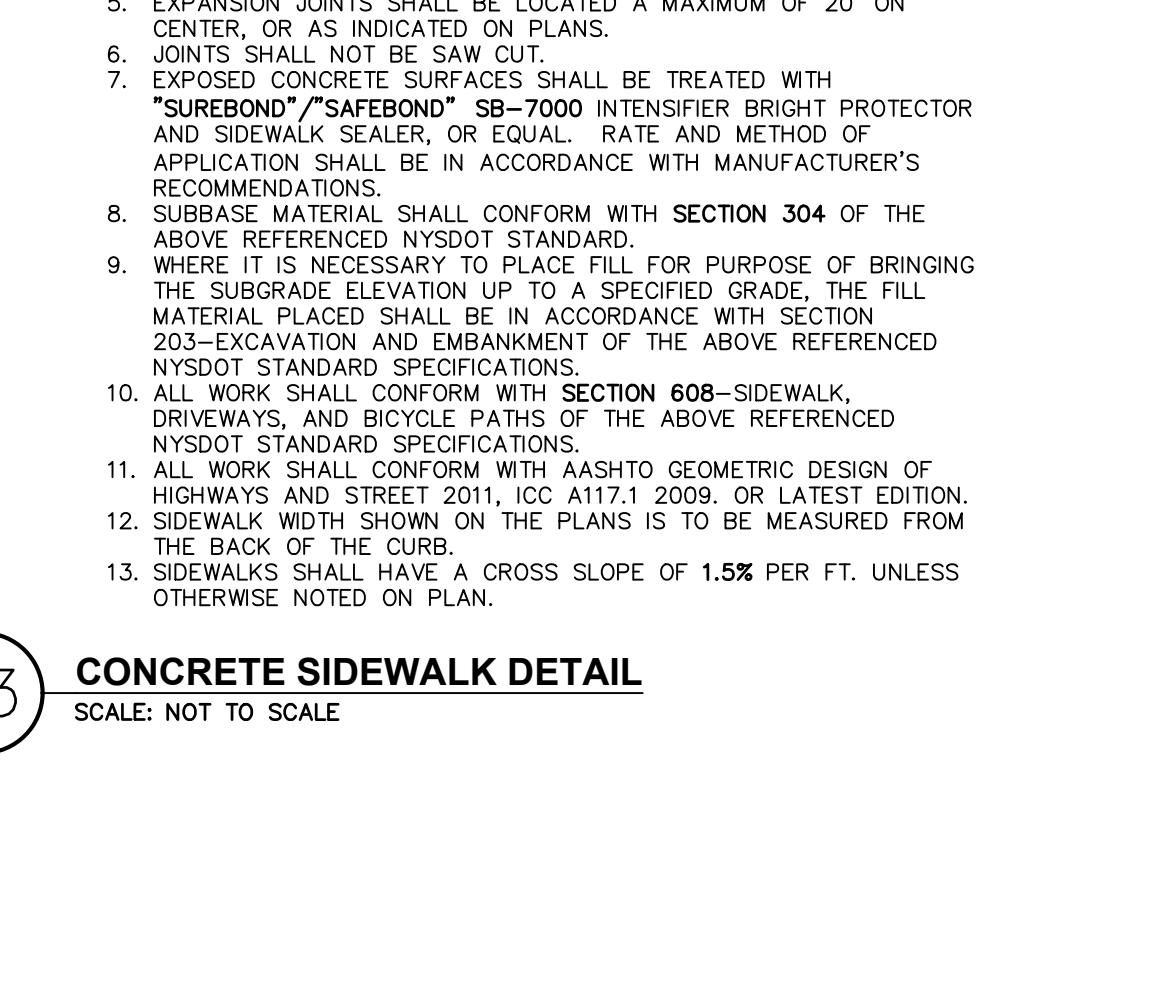 5. EXPANSION JOINTS SHALL BE LOCATED A MAXIMUM OF 20' ON
CENTER, OR AS INDICATED ON PLANS.
6. JOINTS SHALL NOT BE SAW CUT.
7. EXPOSED CONCRETE SURFACES SHALL BE TREATED WITH
"SUREBOND"/"SAFEBOND" SB-7000 INTENSIFIER BRIGHT PROTECTOR
AND SIDEWALK SEALER, OR EQUAL. RATE AND METHOD OF
APPLICATION SHALL BE IN ACCORDANCE WITH MANUFACTURER'S
RECOMMENDATIONS.
8. SUBBASE MATERIAL SHALL CONFORM WITH SECTION 304 OF THE
ABOVE REFERENCED NYSDOT STANDARD.
9. WHERE IT IS NECESSARY TO PLACE FILL FOR PURPOSE OF BRINGING
THE SUBGRADE ELEVATION UP TO A SPECIFIED GRADE, THE FILL
MATERIAL PLACED SHALL BE IN ACCORDANCE WITH SECTION
203-EXCAVATION AND EMBANKMENT OF THE ABOVE REFERENCED
NYSDOT STANDARD SPECIFICATIONS.
10. ALL WORK SHALL CONFORM WITH SECTION 608-SIDEWALK,
DRIVEWAYS, AND BICYCLE PATHS OF THE ABOVE REFERENCED
NYSDOT STANDARD SPECIFICATIONS.
11. ALL WORK SHALL CONFORM WITH AASHTO GEOMETRIC DESIGN OF
HIGHWAYS AND STREET 2011, ICC A117.1 2009. OR LATEST EDITION.
12. SIDEWALK WIDTH SHOWN ON THE PLANS IS TO BE MEASURED FROM
THE BACK OF THE CURB.
13. SIDEWALKS SHALL HAVE A CROSS SLOPE OF 1.5% PER FT. UNLESS
OTHERWISE NOTED ON PLAN.
3
CONCRETE SIDEWALK DETAIL
SCALE: NOT TO SCALE